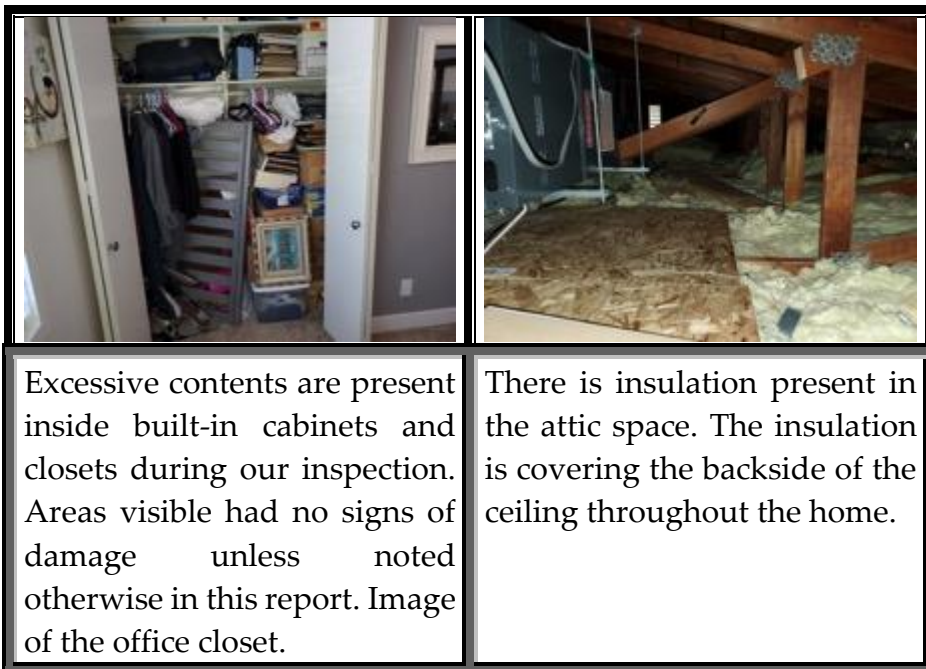 Excessive contents are present
inside built-in cabinets and
closets during our inspection.
Areas visible had no signs of
damage unless noted
otherwise in this report. Image
of the office closet.
There is insulation present in
the attic space. The insulation
is covering the backside of the
ceiling throughout the home.